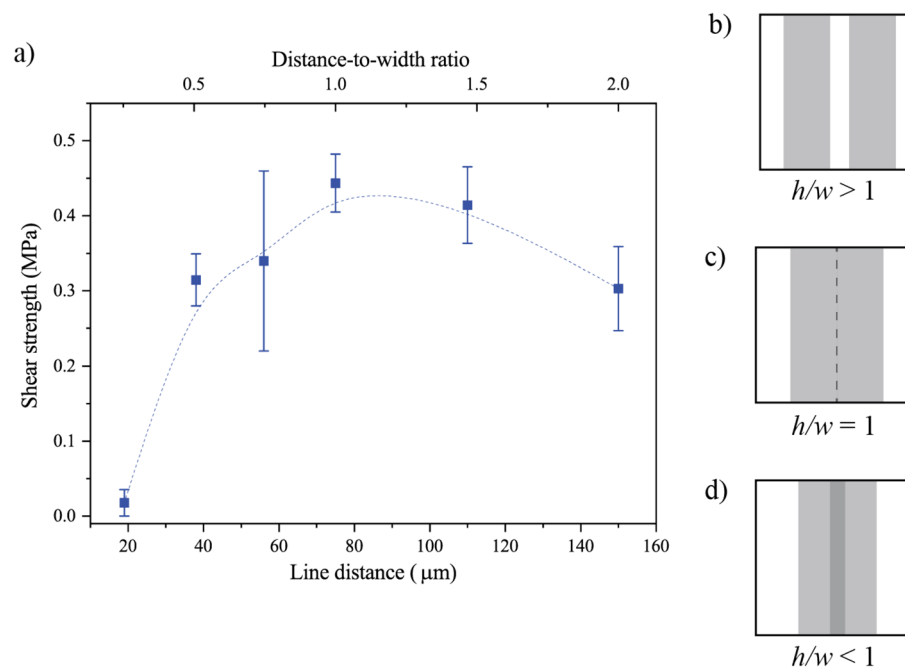 a)
Distance-to-width ratio
0.5 1.0 1.5 2.0
0.5
0.4
0.3
0.2
0.1
0.0
Shear strength (MPa)
20 40 60 80 100 120 140 160
Line distance ( μm)
b)
h/w > 1
c)
h/w = 1
d)
h/w < 1